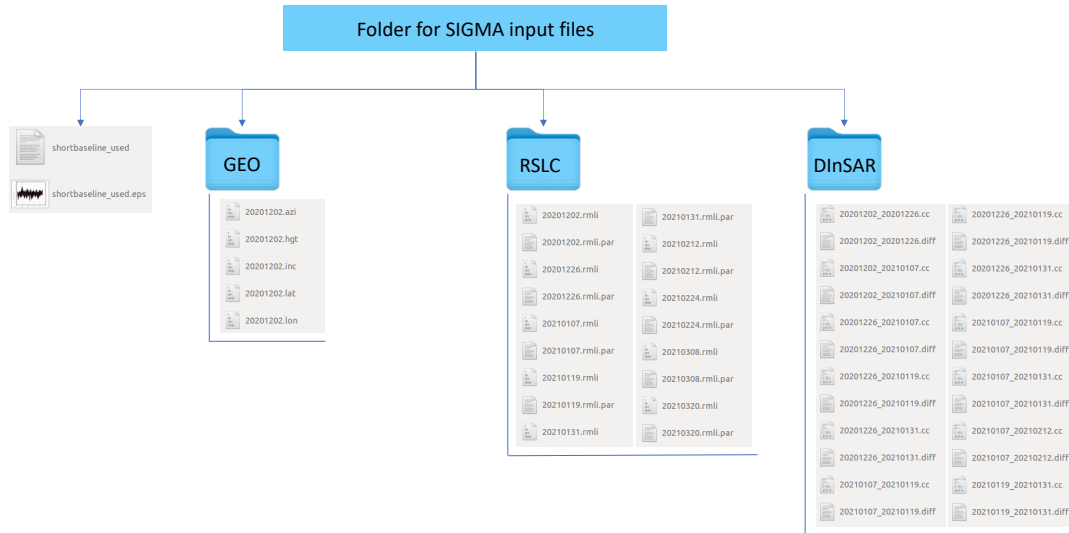 Folder for SIGMA input files
shortbaseline_used
shortbaseline_used.eps
GEO
20201202.azi
20201202.hgt
20201202.inc
20201202.lat
20201202.lon
RSLC
20201202.rmli
20201202.rmli.par
20201226.rmli
20201226.rmli.par
20210107.rmli
20210107.rmli.par
20210119.rmli
20210119.rmli.par
20210131.rmli
20210131.rmli.par
20210212.rmli
20210212.rmli.par
20210224.rmli
20210224.rmli.par
20210308.rmli
20210308.rmli.par
20210320.rmli
20210320.rmli.par
DInSAR
20201202_20201226.cc
20201202_20201226.diff
20201202_20210107.cc
20201202_20210107.diff
20201226_20210107.cc
20201226_20210107.diff
20201226_20210119.cc
20201226_20210119.diff
20201226_20210131.cc
20201226_20210131.diff
20210107_20210119.cc
20210107_20210119.diff
20201226_20210119.cc
20201226_20210119.diff
20201226_20210131.cc
20201226_20210131.diff
20210107_20210119.cc
20210107_20210119.diff
20210107_20210131.cc
20210107_20210131.diff
20210107_20210212.cc
20210107_20210212.diff
20210119_20210131.cc
20210119_20210131.diff